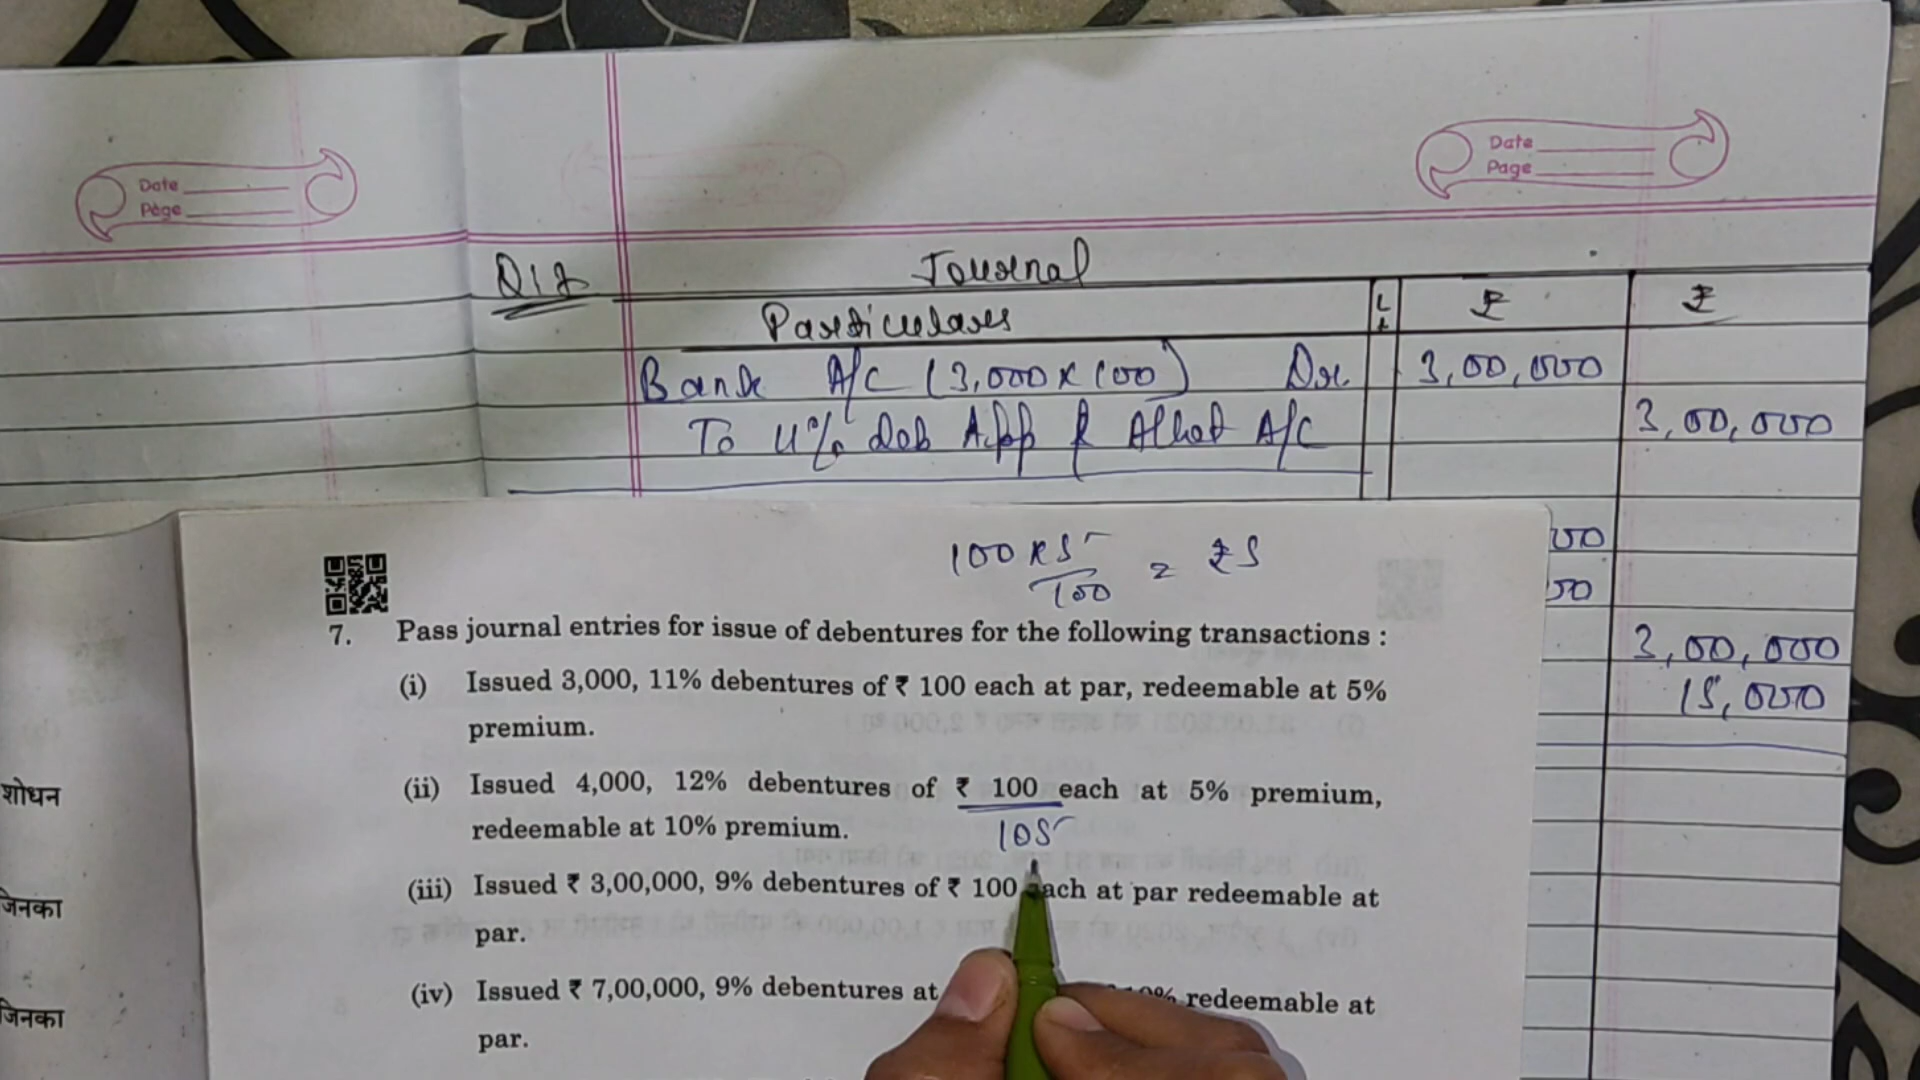 Date
Page
Date
Page
Journal
Particulars ₹ ₹
Bank A/C (3,000 x 100) Dr 3,00,000
To 11% deb App & Allot A/C 3,00,000
100 x 5 = ₹5
100
00
00
7. Pass journal entries for issue of debentures for the following transactions :
3,00,000
(i) Issued 3,000, 11% debentures of ₹ 100 each at par, redeemable at 5%
15,000
premium.
(ii) Issued 4,000, 12% debentures of ₹ 100 each at 5% premium,
शोधन
redeemable at 10% premium.
105
(iii) Issued ₹ 3,00,000, 9% debentures of ₹ 100 each at par redeemable at
जिनका
par.
(iv) Issued ₹ 7,00,000, 9% debentures at 10% redeemable at
जिनका
par.